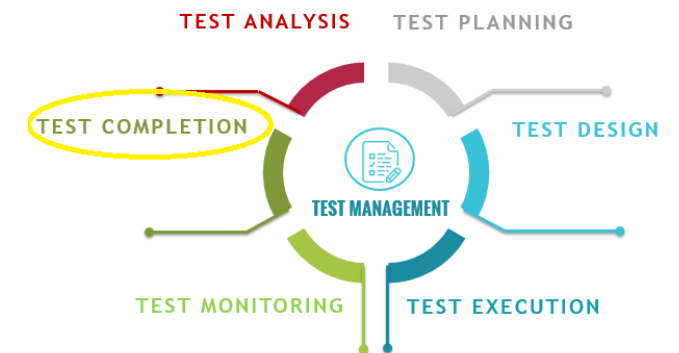 TEST ANALYSIS
TEST PLANNING
TEST COMPLETION
TEST DESIGN
TEST MANAGEMENT
TEST MONITORING
TEST EXECUTION